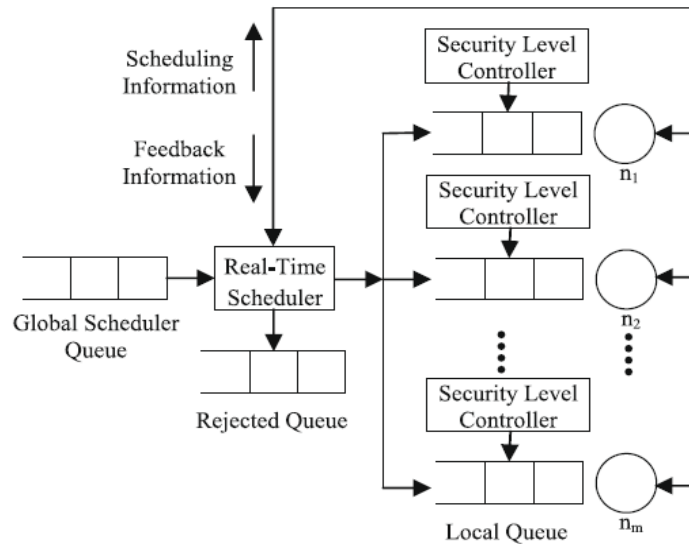 Scheduling
Information
Feedback
Information
Security Level
Controller
n1
Security Level
Controller
Real-Time
Scheduler
Global Scheduler
Queue
n2
Rejected Queue
Security Level
Controller
Local Queue
nm